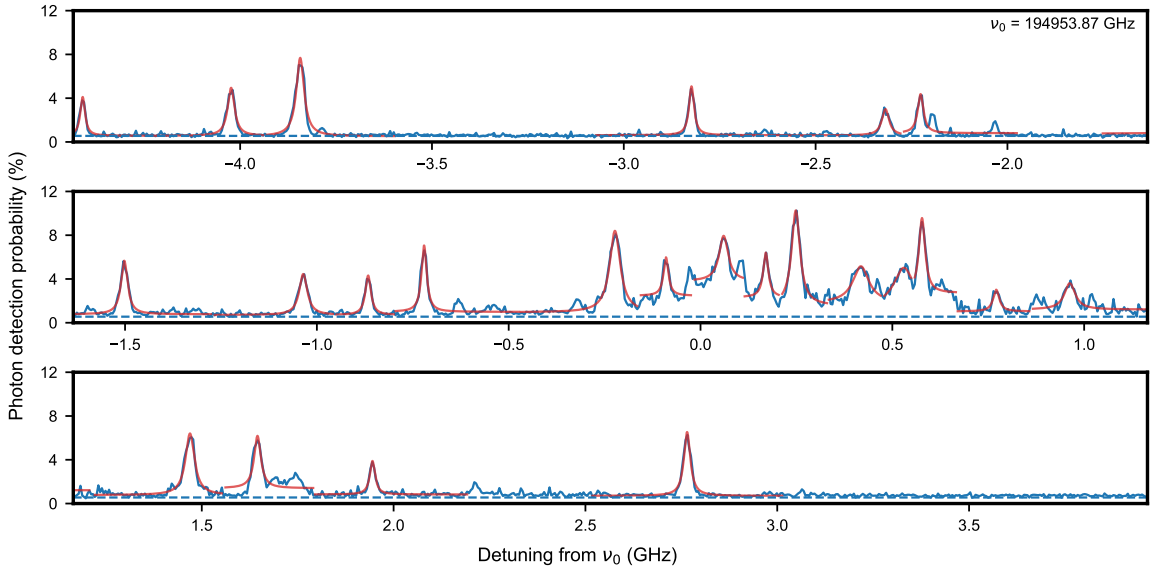 ν₀ = 194953.87 GHz
12
8
4
0
−4.0 −3.5 −3.0 −2.5 −2.0
Photon detection probability (%)
12
8
4
0
−1.5 −1.0 −0.5 0.0 0.5 1.0
12
8
4
0
1.5 2.0 2.5 3.0 3.5
Detuning from ν₀ (GHz)